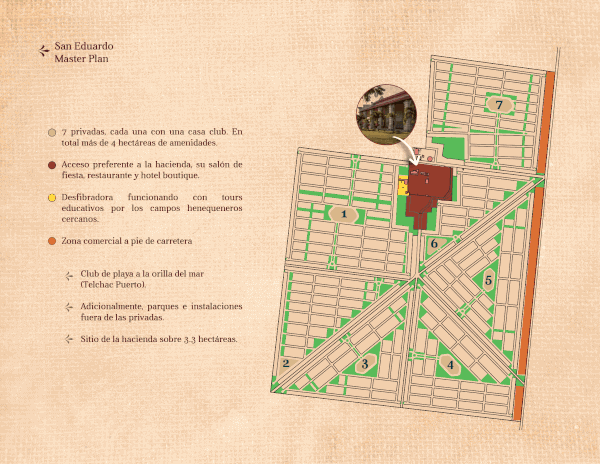 San Eduardo
Master Plan
7 privadas, cada una con una casa club. En
total más de 4 hectáreas de amenidades.
Acceso preferente a la hacienda, su salón de
fiesta, restaurante y hotel boutique.
Desfibradora funcionando con tours
educativos por los campos henequeneros
cercanos.
Zona comercial a pie de carretera
Club de playa a la orilla del mar
(Telchac Puerto).
Adicionalmente, parques e instalaciones
fuera de las privadas.
Sitio de la hacienda sobre 3.3 hectáreas.
7
1
6
5
2
3
4